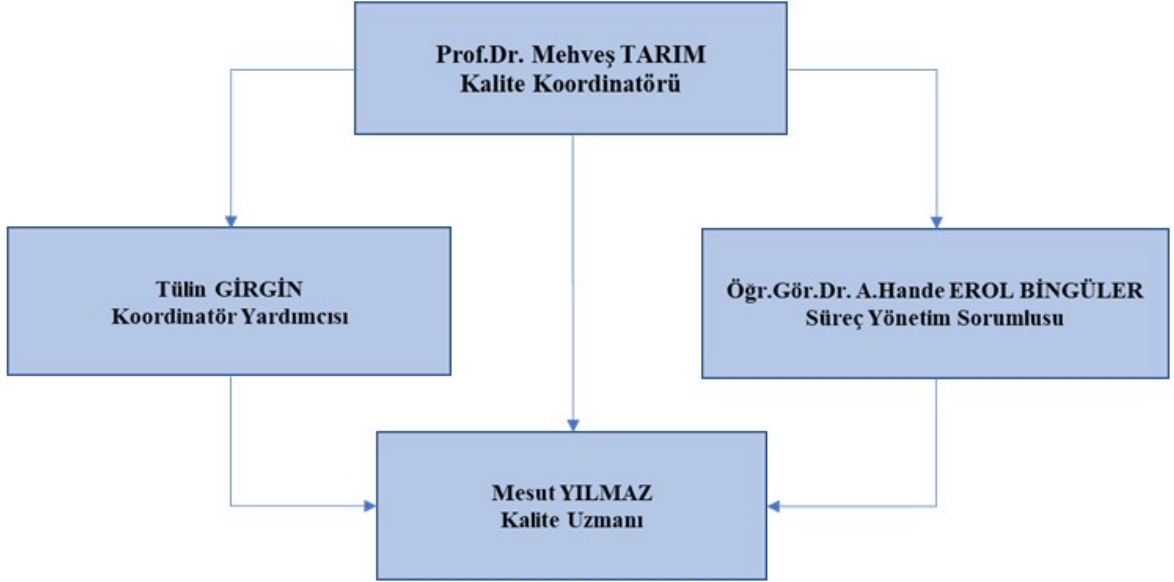 Prof.Dr. Mehveş TARIM
Kalite Koordinatörü
Tülin GİRGİN
Koordinatör Yardımcısı
Öğr.Gör.Dr. A.Hande EROL BİNGÜLER
Süreç Yönetim Sorumlusu
Mesut YILMAZ
Kalite Uzmanı